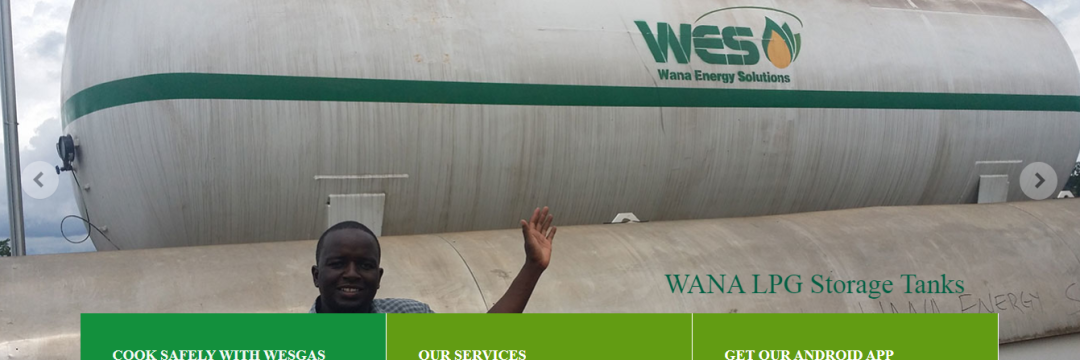 WES
Wana Energy Solutions
WANA LPG Storage Tanks
WANA ENERGY
COOK SAFELY WITH WESGAS
OUR SERVICES
GET OUR ANDROID APP